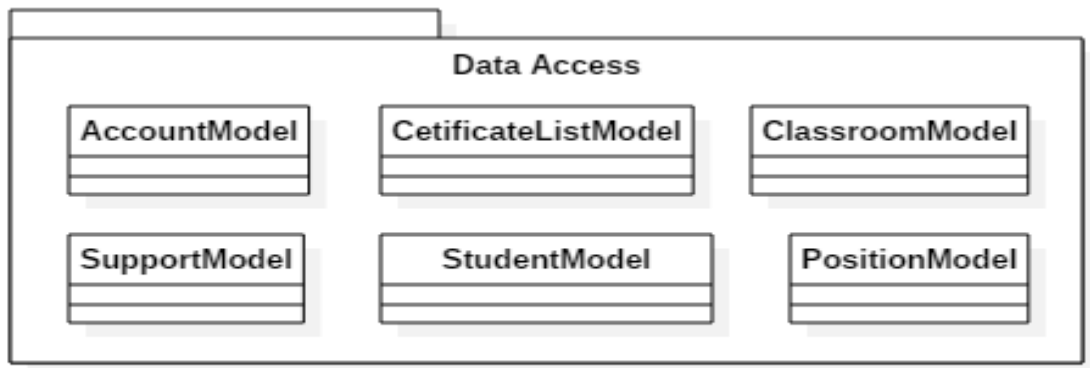 Data Access
AccountModel
CetificateListModel
ClassroomModel
SupportModel
StudentModel
PositionModel